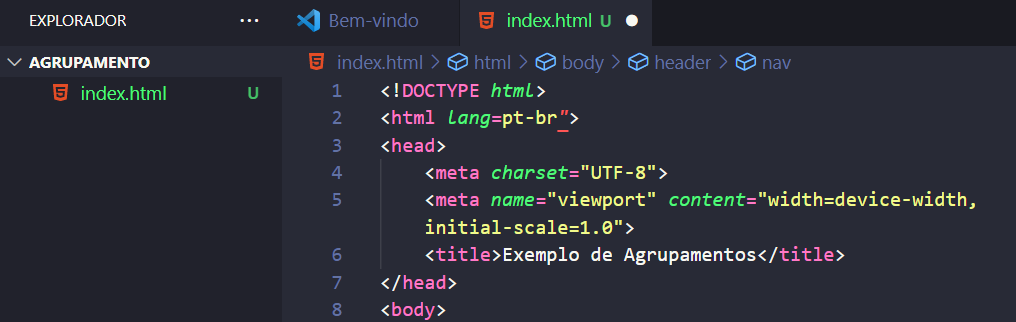 EXPLORADOR ...
Bem-vindo
index.html U
AGRUPAMENTO
index.html U
index.html > html > body > header > nav
1 <!DOCTYPE html>
2 <html lang=pt-br">
3 <head>
4 <meta charset="UTF-8">
5 <meta name="viewport" content="width=device-width,
initial-scale=1.0">
6 <title>Exemplo de Agrupamentos</title>
7 </head>
8 <body>